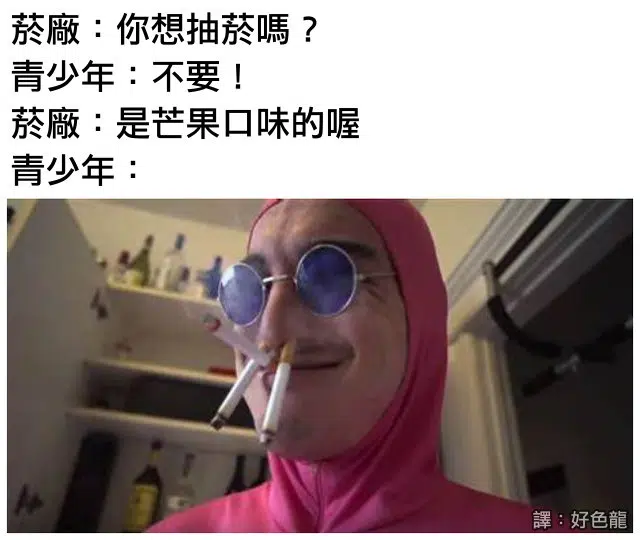 菸廠：你想抽菸嗎？
青少年：不要！
菸廠：是芒果口味的喔
青少年：
譯：好色龍